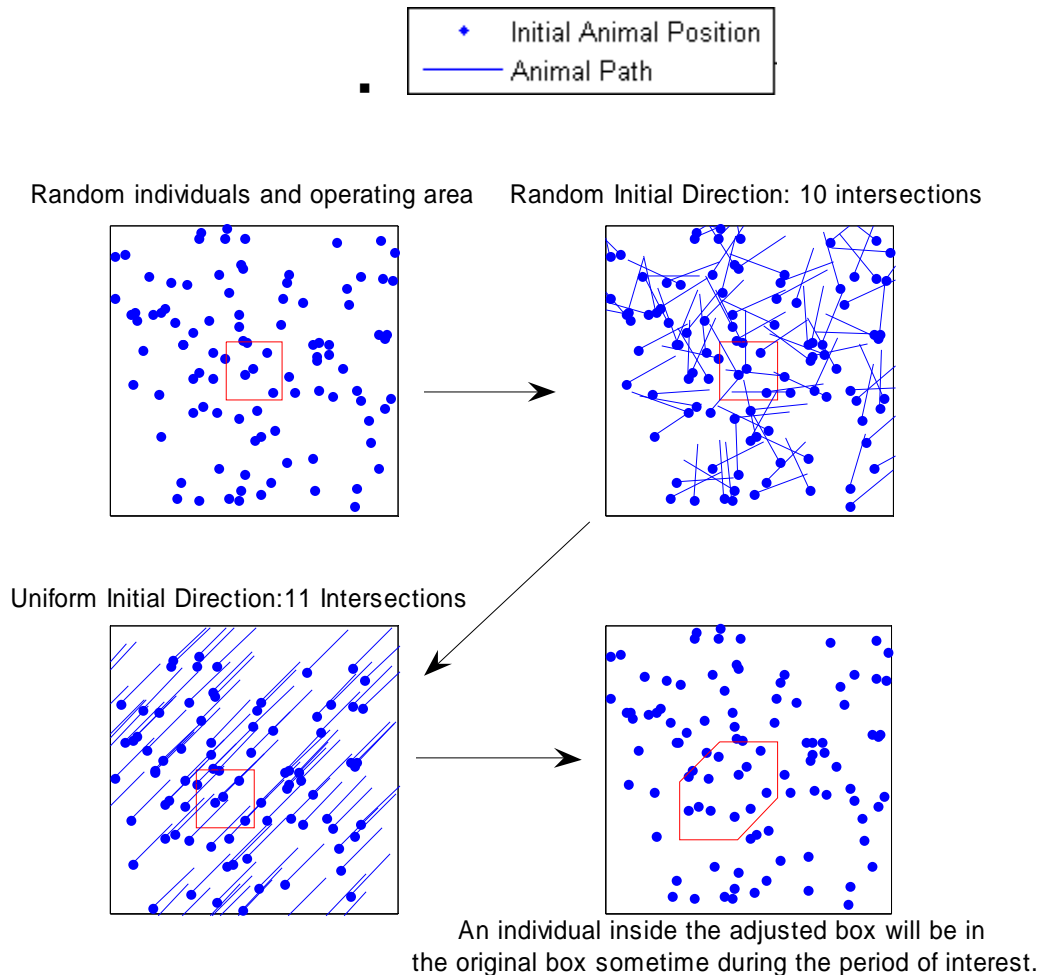 Initial Animal Position
Animal Path
Random individuals and operating area
Random Initial Direction: 10 intersections
Uniform Initial Direction:11 Intersections
An individual inside the adjusted box will be in
the original box sometime during the period of interest.